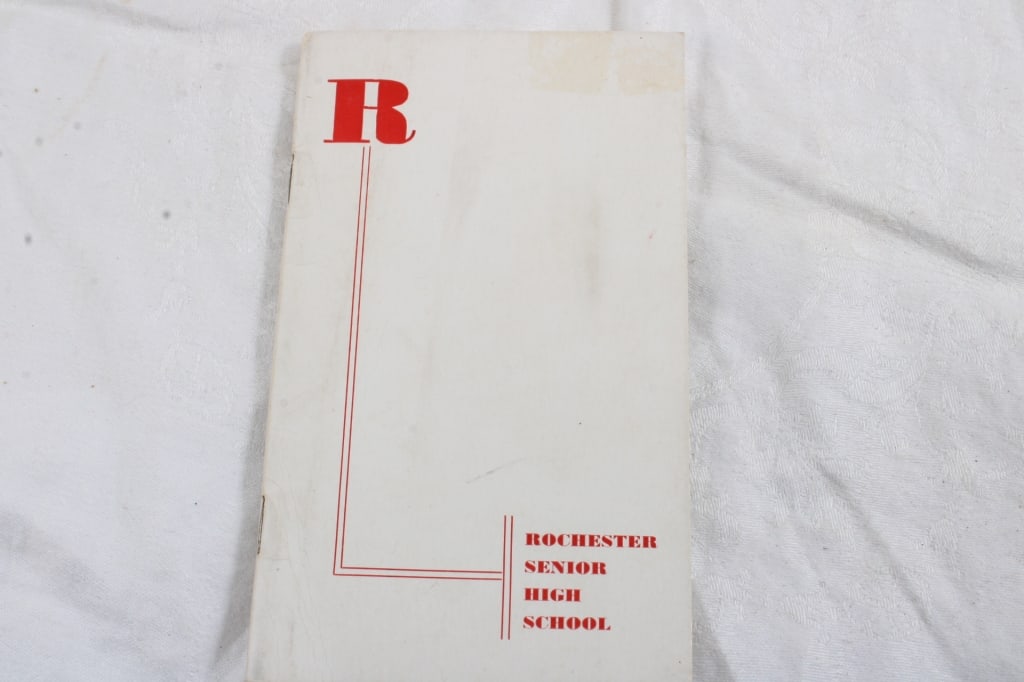 R
ROCHESTER
SENIOR
HIGH
SCHOOL